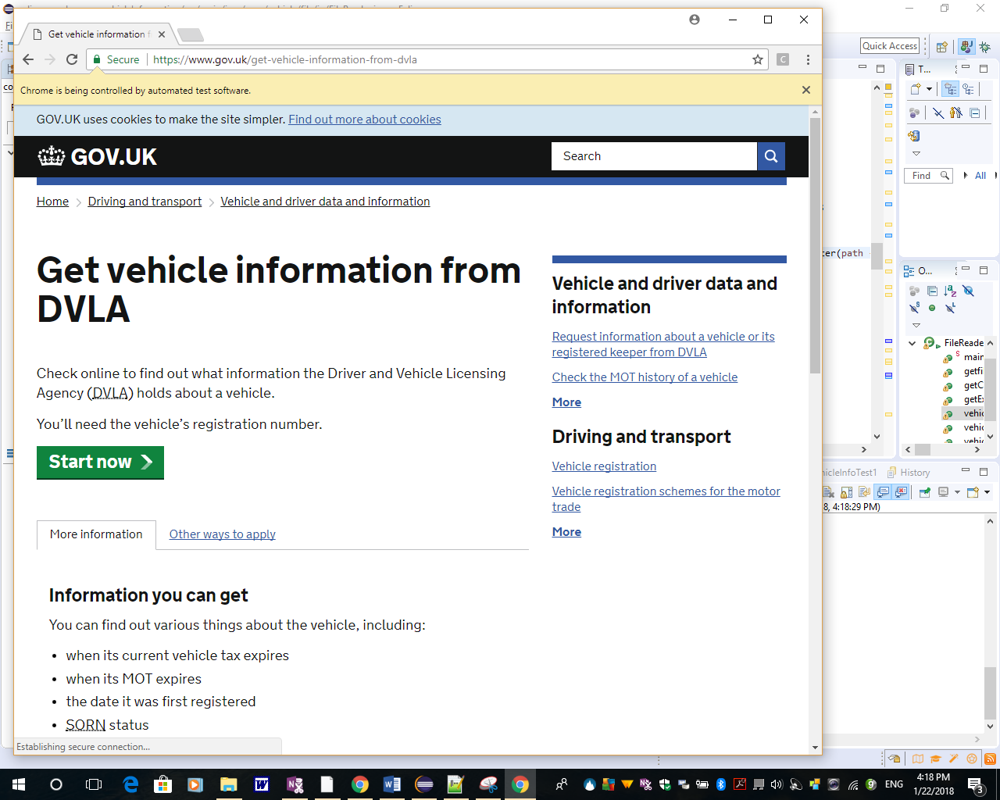 Get vehicle information f
Secure
https://www.gov.uk/get-vehicle-information-from-dvla
C
Chrome is being controlled by automated test software.
GOV.UK uses cookies to make the site simpler. Find out more about cookies
GOV.UK
Search
Home
Driving and transport
Vehicle and driver data and information
Get vehicle information from
DVLA
Check online to find out what information the Driver and Vehicle Licensing
Agency (DVLA) holds about a vehicle.
You'll need the vehicle's registration number.
Start now
More information
Other ways to apply
Information you can get
You can find out various things about the vehicle, including:
• when its current vehicle tax expires
• when its MOT expires
• the date it was first registered
• SORN status
Vehicle and driver data and
information
Request information about a vehicle or its
registered keeper from DVLA
Check the MOT history of a vehicle
More
Driving and transport
Vehicle registration
Vehicle registration schemes for the motor
trade
More
Establishing secure connection...
Quick Access
T...
Find
All
ter(path
O...
FileReade
main
getfi
getC
getEx
vehic
vehic
vehic
hicleInfoTest1
History
8, 4:18:29 PM)
ENG
4:18 PM
1/22/2018
3